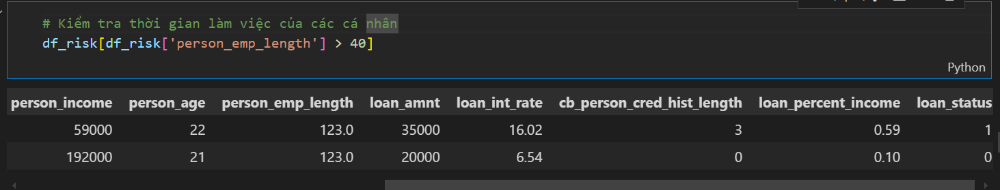 # Kiểm tra thời gian làm việc của các cá nhân
df_risk[df_risk['person_emp_length'] > 40]
Python
person_income person_age person_emp_length loan_amnt loan_int_rate cb_person_cred_hist_length loan_percent_income loan_status
59000 22 123.0 35000 16.02 3 0.59 1
192000 21 123.0 20000 6.54 0 0.10 0